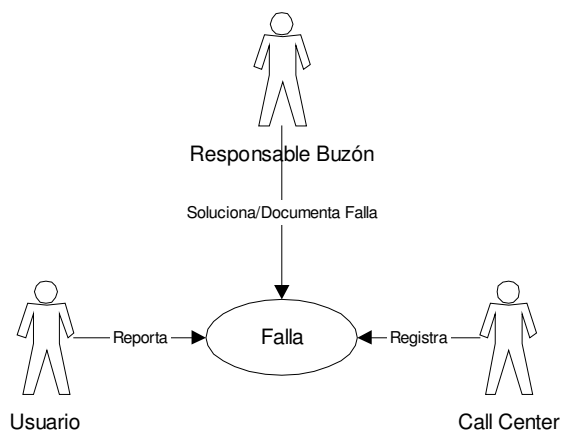 Responsable Buzón
Soluciona/Documenta Falla
Reporta
Falla
Registra
Usuario
Call Center